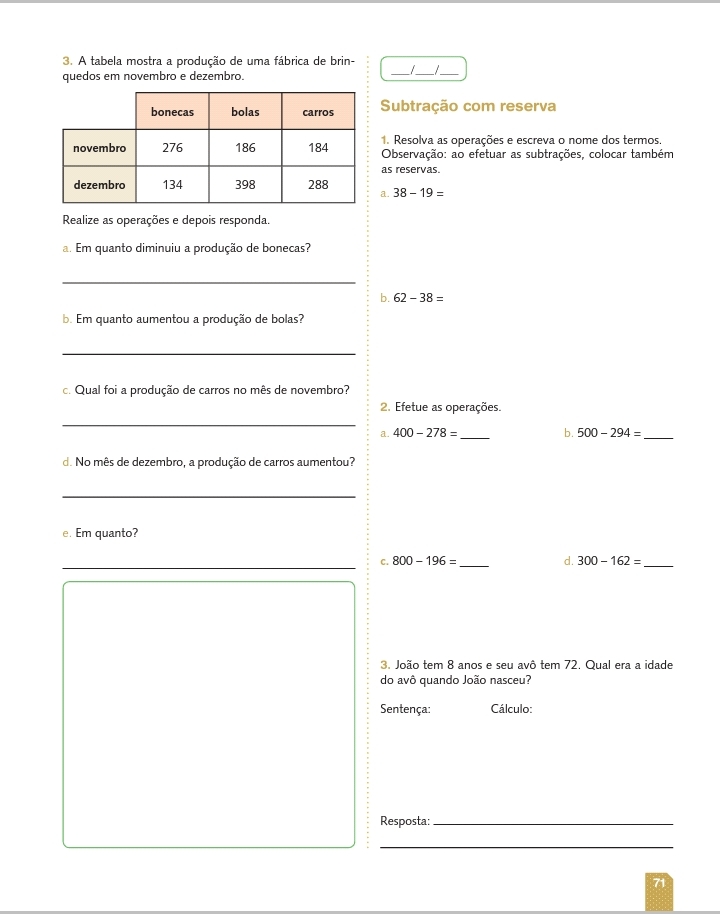 3. A tabela mostra a produção de uma fábrica de brin-
quedos em novembro e dezembro.
bonecas bolas carros
novembro 276 186 184
dezembro 134 398 288
Realize as operações e depois responda.
a. Em quanto diminuiu a produção de bonecas?
b. Em quanto aumentou a produção de bolas?
c. Qual foi a produção de carros no mês de novembro?
d. No mês de dezembro, a produção de carros aumentou?
e. Em quanto?
___/___/___
Subtração com reserva
1. Resolva as operações e escreva o nome dos termos.
Observação: ao efetuar as subtrações, colocar também
as reservas.
a. 38 – 19 =
b. 62 – 38 =
2. Efetue as operações.
a. 400 – 278 = ____ b. 500 – 294 = ____
c. 800 – 196 = ____ d. 300 – 162 = ____
3. João tem 8 anos e seu avô tem 72. Qual era a idade
do avô quando João nasceu?
Sentença: Cálculo:
Resposta:
71